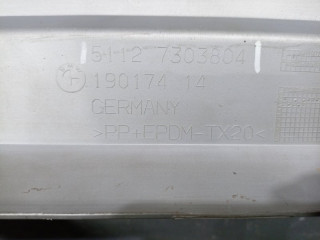 5112 7303804
190174 14
GERMANY
>PP+EPDM-TX20<